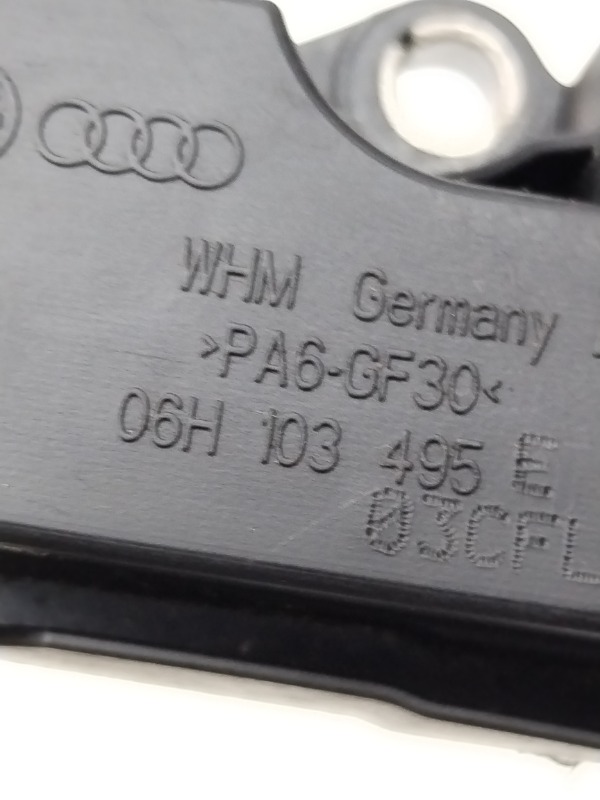 WHM Germany
>PA6-GF30<
06H 103 495 E
03CFL